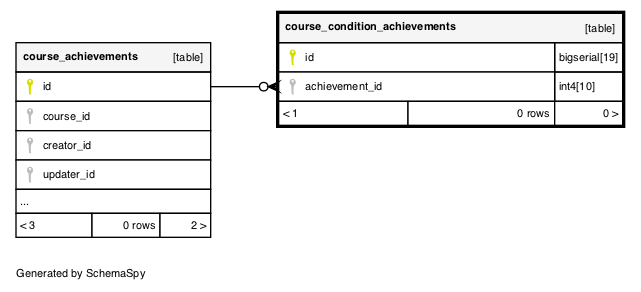 course_condition_achievements [table]
id bigserial[19]
achievement_id int4[10]
< 1 0 rows 0 >
course_achievements [table]
id
course_id
creator_id
updater_id
...
< 3 0 rows 2 >
Generated by SchemaSpy